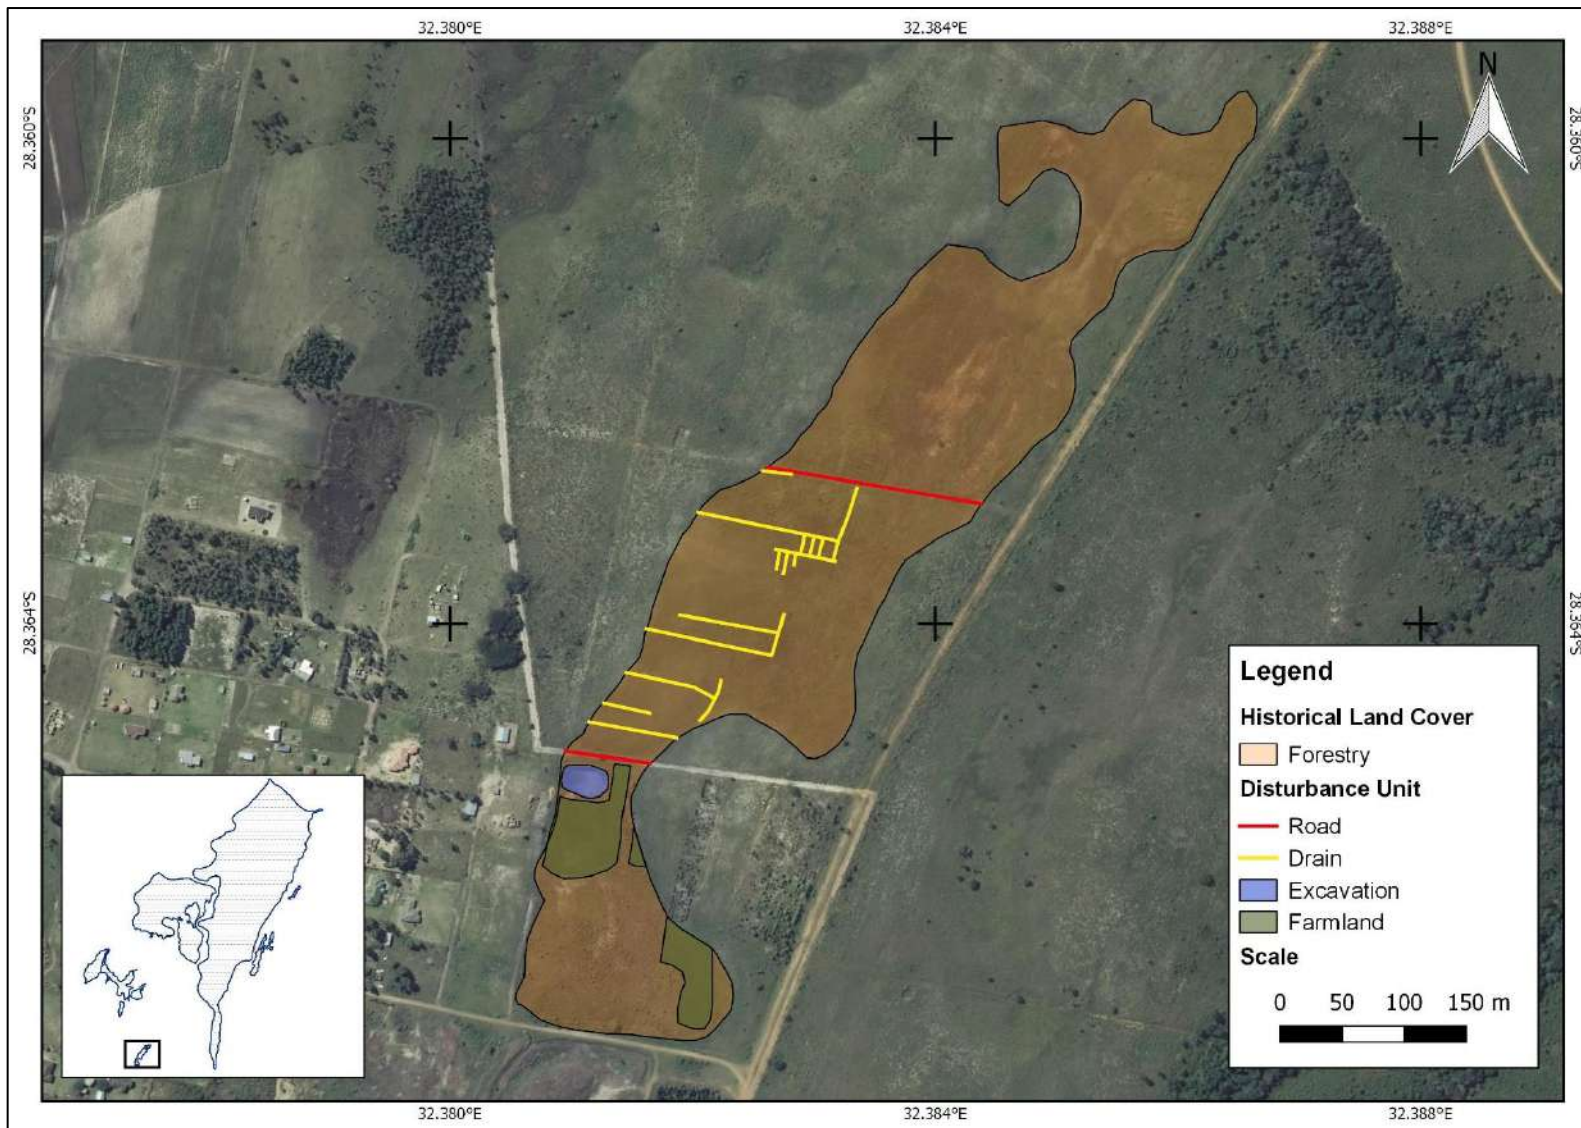 32.380°E 32.384°E 32.388°E
28.360°S 28.360°S
N
28.364°S 28.364°S
Legend
Historical Land Cover
Forestry
Disturbance Unit
Road
Drain
Excavation
Farmland
Scale
0 50 100 150 m
32.380°E 32.384°E 32.388°E